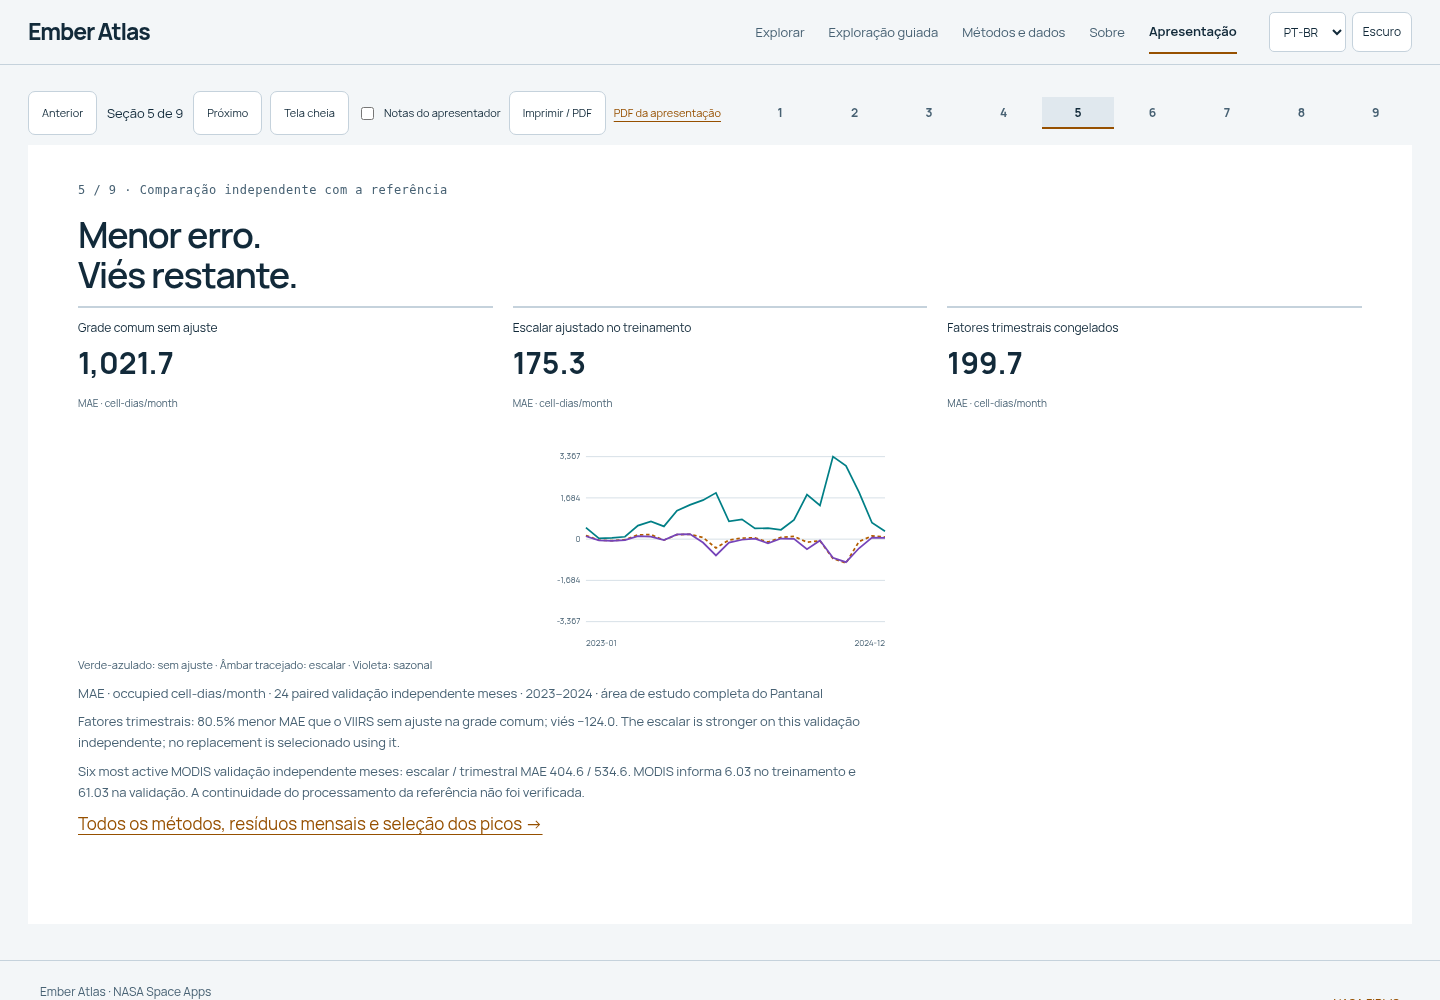 Ember Atlas
Explorar
Exploração guiada
Métodos e dados
Sobre
Apresentação
PT-BR
Escuro
Anterior
Seção 5 de 9
Próximo
Tela cheia
Notas do apresentador
Imprimir / PDF
PDF da apresentação
1
2
3
4
5
6
7
8
9
5 / 9 · Comparação independente com a referência
Menor erro.
Viés restante.
Grade comum sem ajuste
1,021.7
MAE · cell-dias/month
Escalar ajustado no treinamento
175.3
MAE · cell-dias/month
Fatores trimestrais congelados
199.7
MAE · cell-dias/month
3,367
1,684
0
-1,684
-3,367
2023-01
2024-12
Verde-azulado: sem ajuste · Âmbar tracejado: escalar · Violeta: sazonal
MAE · occupied cell-dias/month · 24 paired validação independente meses · 2023–2024 · área de estudo completa do Pantanal
Fatores trimestrais: 80.5% menor MAE que o VIIRS sem ajuste na grade comum; viés −124.0. The escalar is stronger on this validação
independente; no replacement is selecionado using it.
Six most active MODIS validação independente meses: escalar / trimestral MAE 404.6 / 534.6. MODIS informa 6.03 no treinamento e
61.03 na validação. A continuidade do processamento da referência não foi verificada.
Todos os métodos, resíduos mensais e seleção dos picos →
Ember Atlas · NASA Space Apps